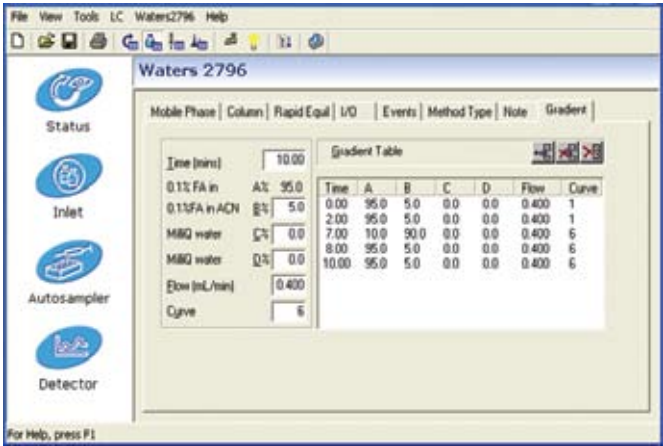 File View Tools LC Waters2796 Help
Waters 2796
Mobile Phase Column Rapid Equil I/O Events Method Type Note Gradient
Status
Inlet
Autosampler
Detector
Time (mins) 10.00
0.1% FA in A% 95.0
0.1%FA in ACN B% 5.0
MilliQ water C% 0.0
MilliQ water D% 0.0
Flow (mL/min) 0.400
Curve 6
Gradient Table
Time A B C D Flow Curve
0.00 95.0 5.0 0.0 0.0 0.400 1
2.00 95.0 5.0 0.0 0.0 0.400 1
7.00 10.0 90.0 0.0 0.0 0.400 6
8.00 95.0 5.0 0.0 0.0 0.400 6
10.00 95.0 5.0 0.0 0.0 0.400 6
For Help, press F1